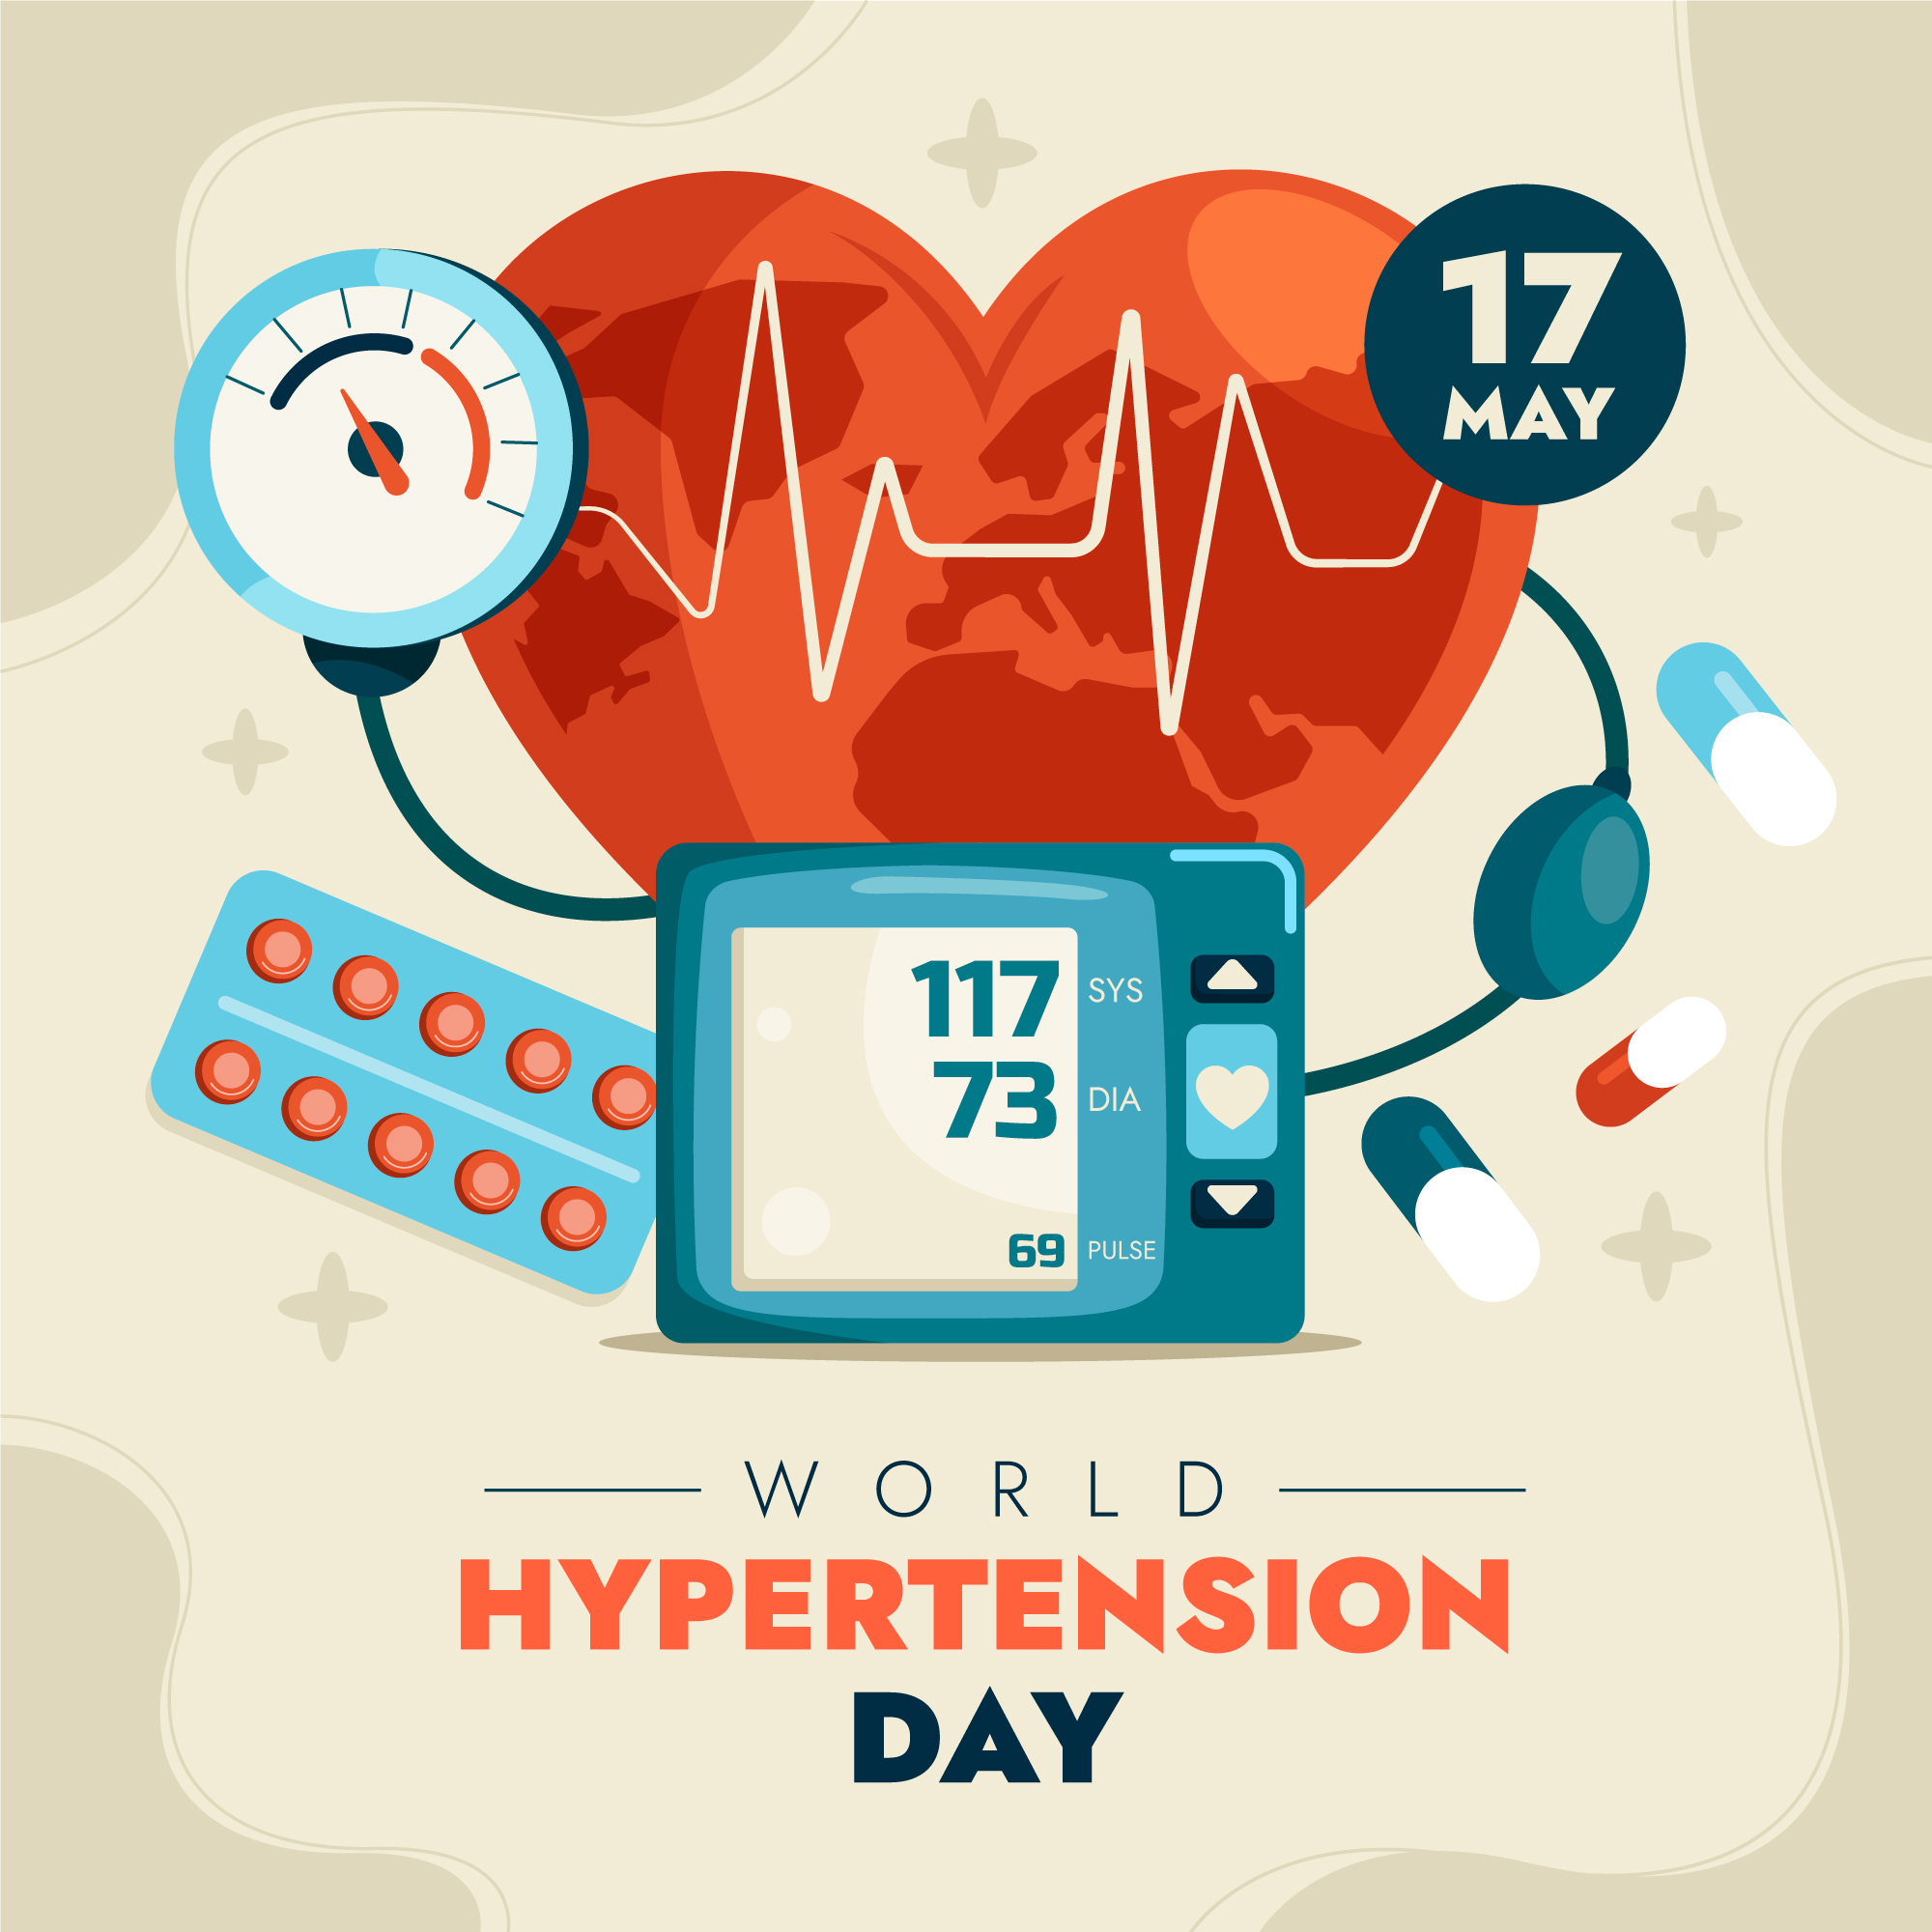 17
MAY
117
SYS
73
DIA
69
PULSE
WORLD
HYPERTENSION
DAY